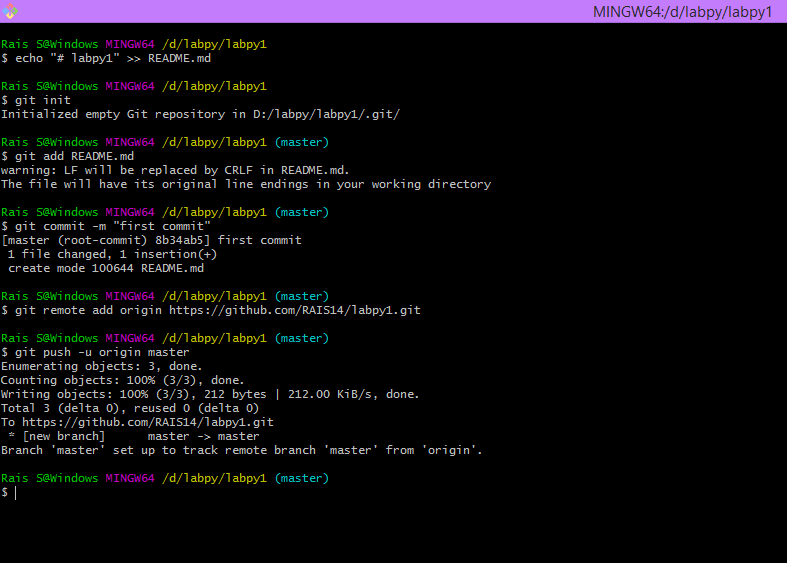 MINGW64:/d/labpy/labpy1
Rais S@Windows MINGW64 /d/labpy/labpy1
$ echo "# labpy1" >> README.md
Rais S@Windows MINGW64 /d/labpy/labpy1
$ git init
Initialized empty Git repository in D:/labpy/labpy1/.git/
Rais S@Windows MINGW64 /d/labpy/labpy1 (master)
$ git add README.md
warning: LF will be replaced by CRLF in README.md.
The file will have its original line endings in your working directory
Rais S@Windows MINGW64 /d/labpy/labpy1 (master)
$ git commit -m "first commit"
[master (root-commit) 8b34ab5] first commit
 1 file changed, 1 insertion(+)
 create mode 100644 README.md
Rais S@Windows MINGW64 /d/labpy/labpy1 (master)
$ git remote add origin https://github.com/RAIS14/labpy1.git
Rais S@Windows MINGW64 /d/labpy/labpy1 (master)
$ git push -u origin master
Enumerating objects: 3, done.
Counting objects: 100% (3/3), done.
Writing objects: 100% (3/3), 212 bytes | 212.00 KiB/s, done.
Total 3 (delta 0), reused 0 (delta 0)
To https://github.com/RAIS14/labpy1.git
 * [new branch]      master -> master
Branch 'master' set up to track remote branch 'master' from 'origin'.
Rais S@Windows MINGW64 /d/labpy/labpy1 (master)
$